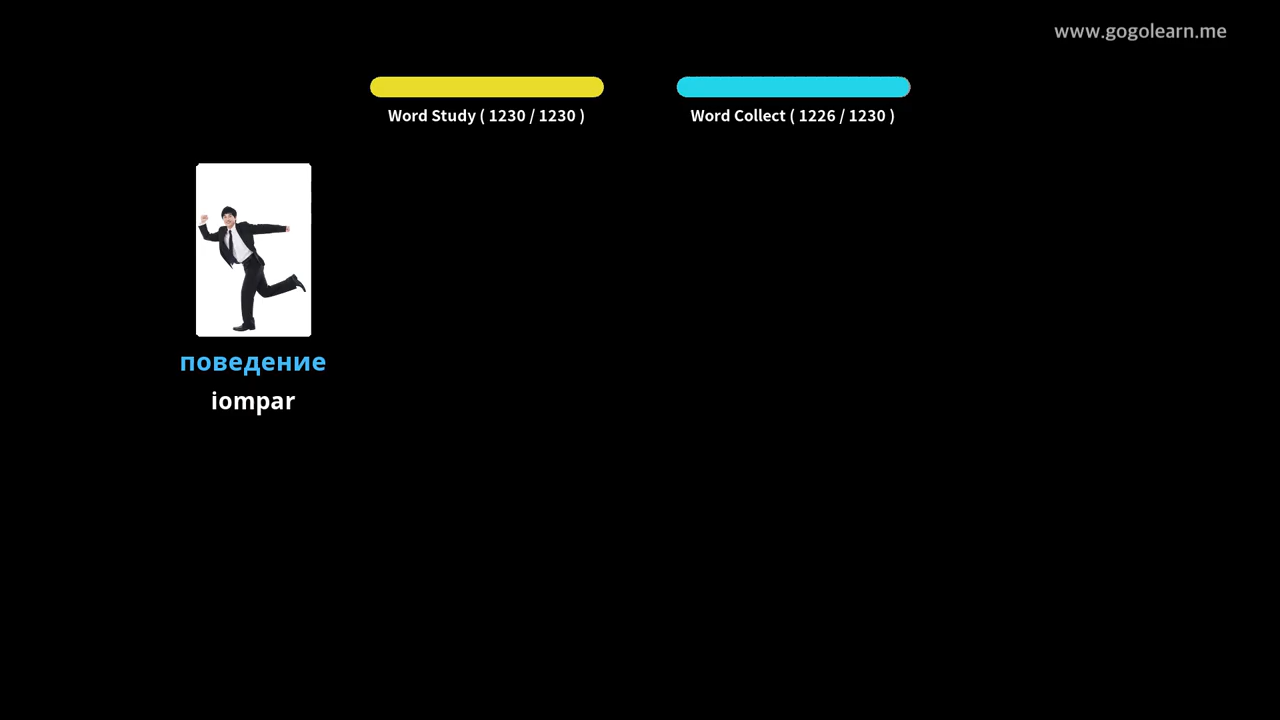 www.gogolearn.me
Word Study ( 1230 / 1230 )
Word Collect ( 1226 / 1230 )
поведение
iompar